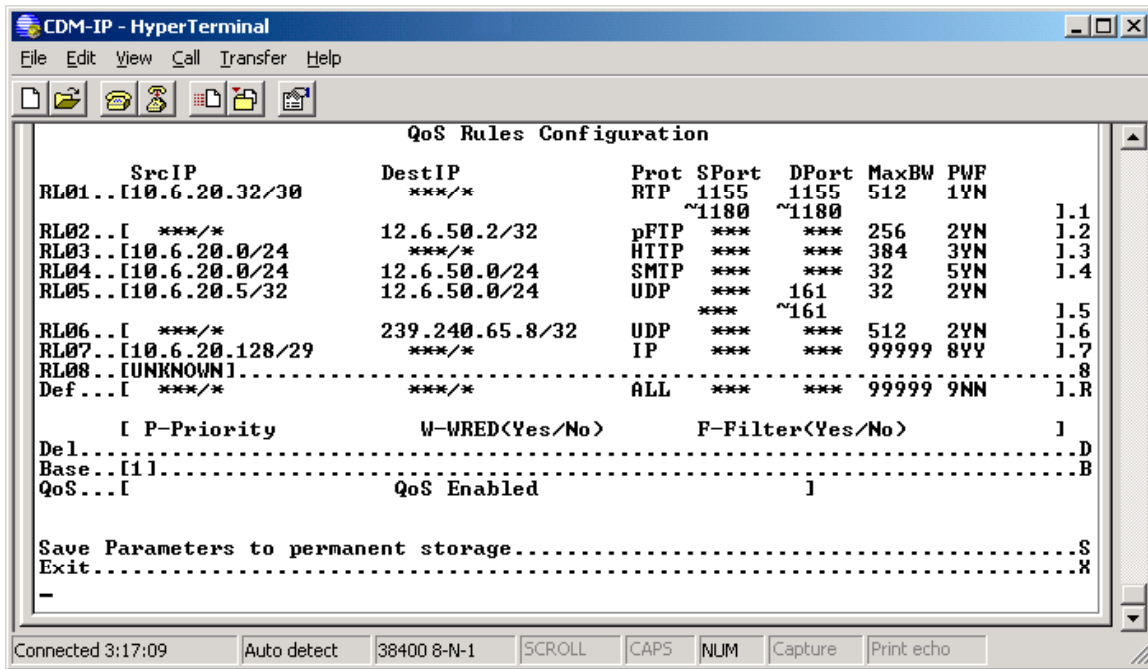 CDM-IP - HyperTerminal
File Edit View Call Transfer Help
QoS Rules Configuration
SrcIP DestIP Prot SPort DPort MaxBW PWF
RL01..[10.6.20.32/30 ***/* RTP 1155 1155 512 1YN
~1180 ~1180 ].1
RL02..[ ***/* 12.6.50.2/32 pFTP *** *** 256 2YN ].2
RL03..[10.6.20.0/24 ***/* HTTP *** *** 384 3YN ].3
RL04..[10.6.20.0/24 12.6.50.0/24 SMTP *** *** 32 5YN ].4
RL05..[10.6.20.5/32 12.6.50.0/24 UDP *** 161 32 2YN
*** ~161 ].5
RL06..[ ***/* 239.240.65.8/32 UDP *** *** 512 2YN ].6
RL07..[10.6.20.128/29 ***/* IP *** *** 99999 8YY ].7
RL08..[UNKNOWN]...............................................................8
Def...[ ***/* ***/* ALL *** *** 99999 9NN ].R
[ P-Priority W-WRED(Yes/No) F-Filter(Yes/No) ]
Del...........................................................................D
Base..[1].....................................................................B
QoS...[ QoS Enabled ]
Save Parameters to permanent storage..........................................S
Exit..........................................................................X
Connected 3:17:09 Auto detect 38400 8-N-1 SCROLL CAPS NUM Capture Print echo